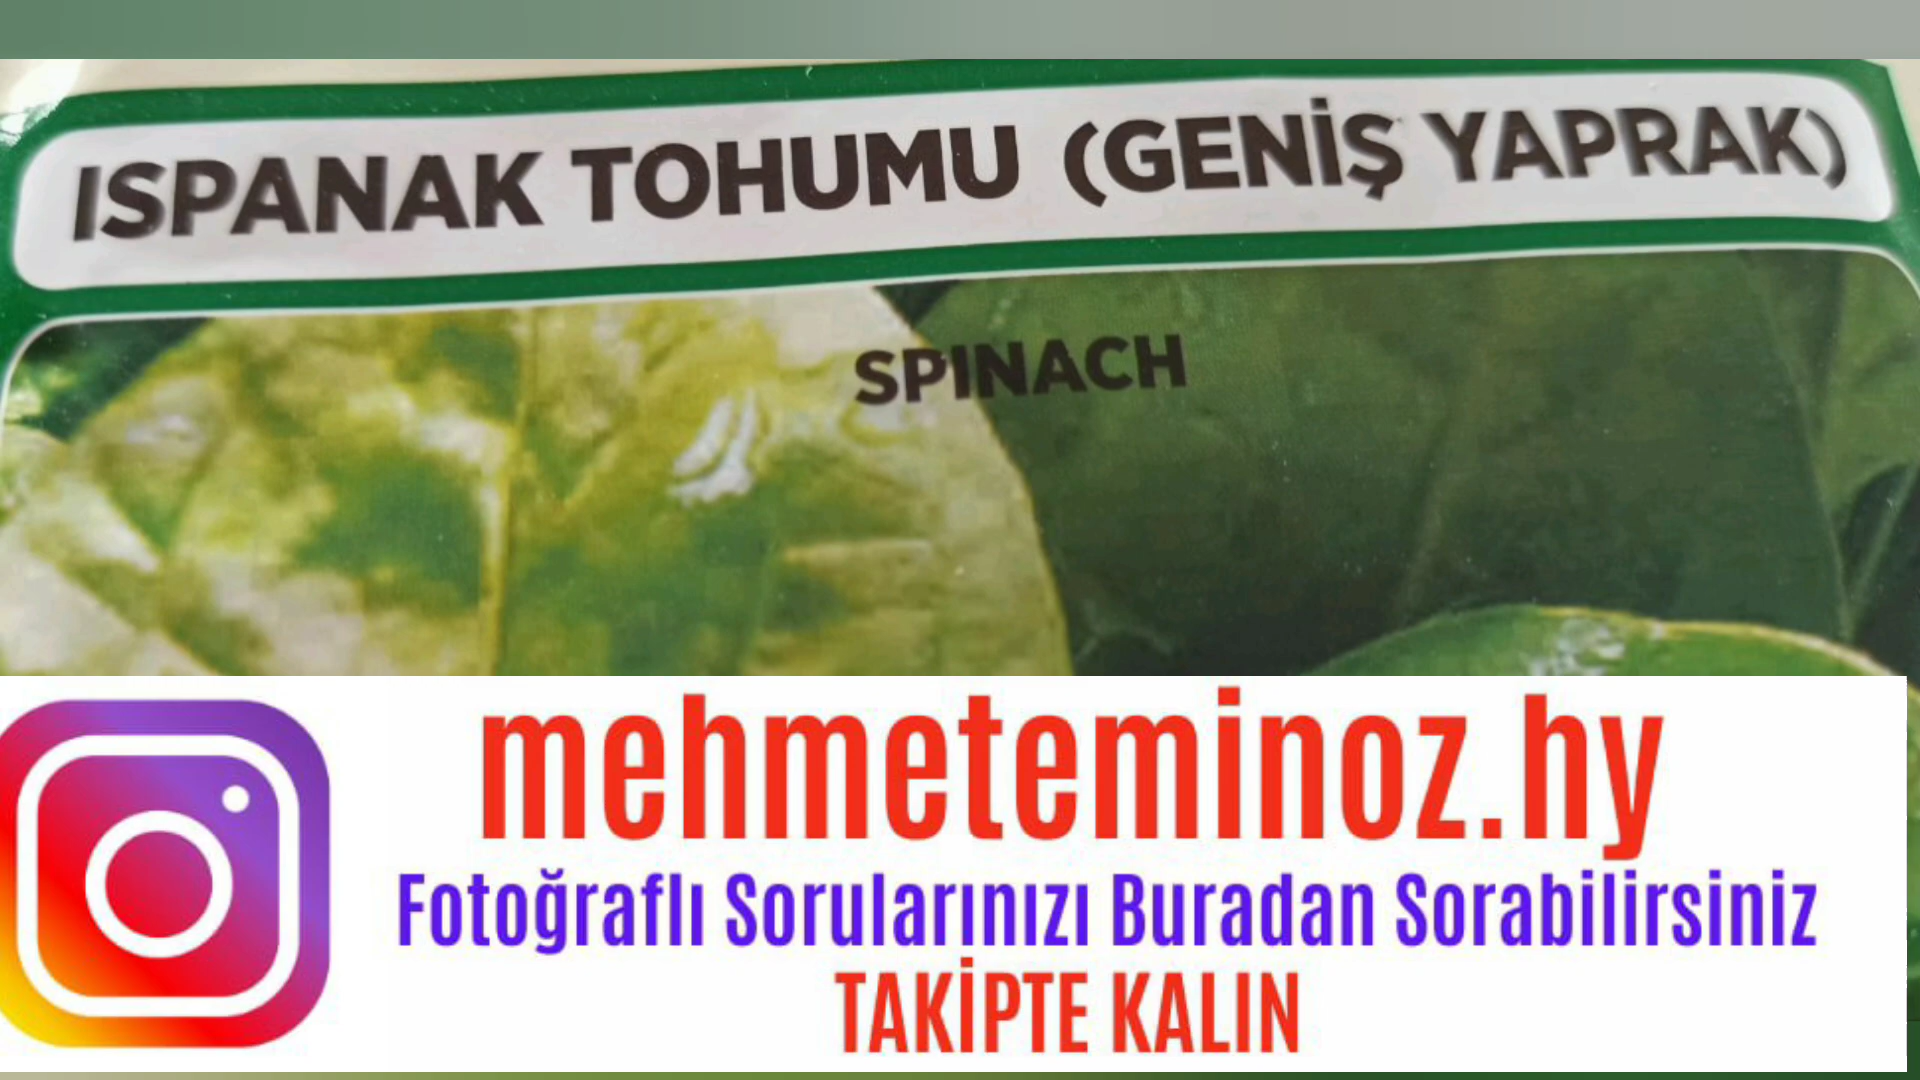 ISPANAK TOHUMU (GENİŞ YAPRAK)
SPINACH
mehmeteminoz.hy
Fotoğraflı Sorularınızı Buradan Sorabilirsiniz
TAKİPTE KALIN